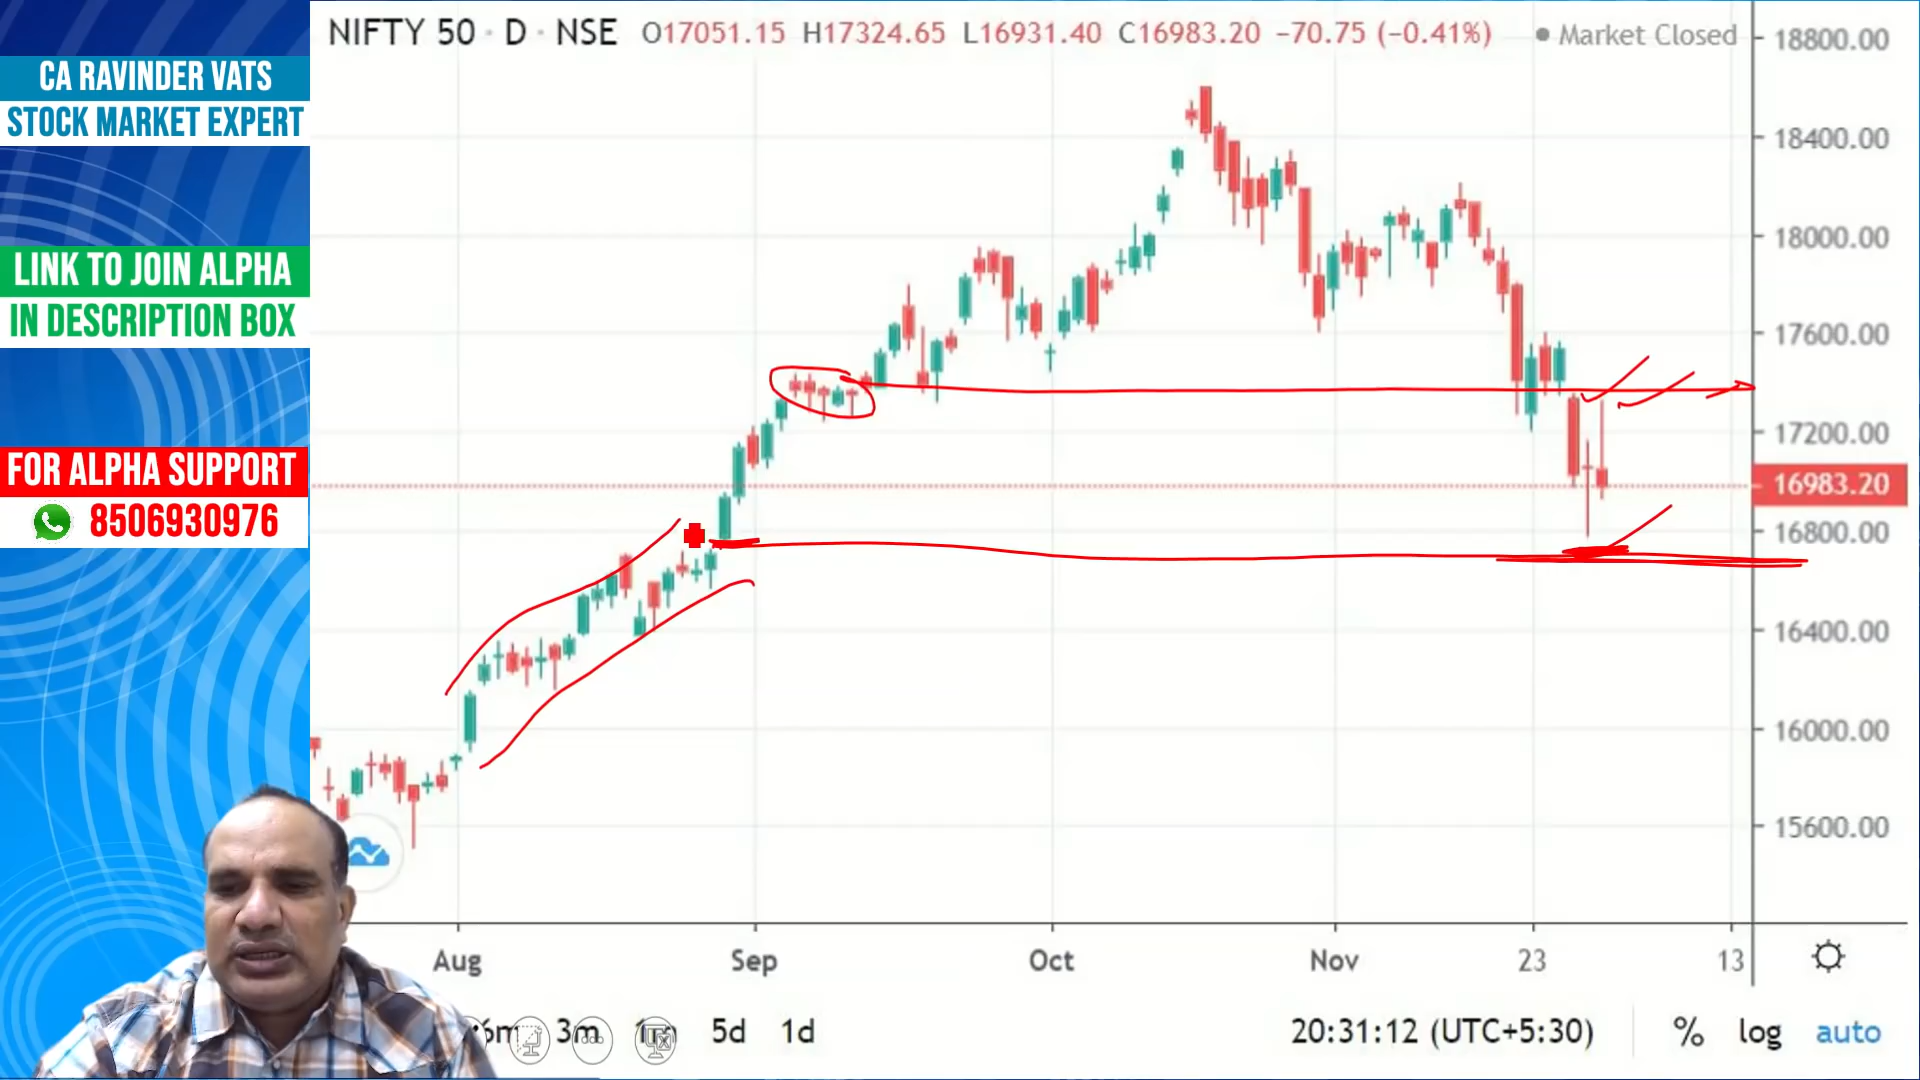 CA RAVINDER VATS
STOCK MARKET EXPERT
LINK TO JOIN ALPHA
IN DESCRIPTION BOX
FOR ALPHA SUPPORT
8506930976
NIFTY 50 · D · NSE O17051.15 H17324.65 L16931.40 C16983.20 −70.75 (−0.41%)
Market Closed
18800.00
18400.00
18000.00
17600.00
17200.00
16983.20
16800.00
16400.00
16000.00
15600.00
Aug Sep Oct Nov 23 13
6m 3m 1m 5d 1d
20:31:12 (UTC+5:30) % log auto